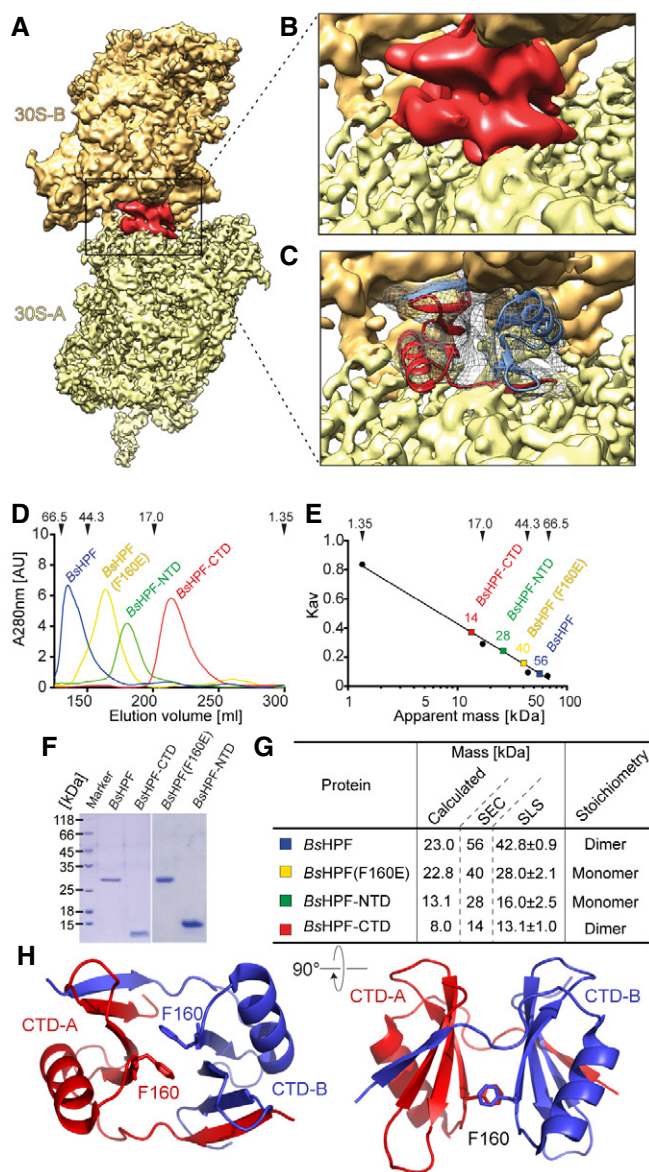 A
30S-B
30S-A
B
C
D
66.5 44.3 17.0 1.35
A280nm [AU]
10
8
6
4
2
0
BsHPF
BsHPF (F160E)
BsHPF-NTD
BsHPF-CTD
150 200 250 300
Elution volume [ml]
E
1.35 17.0 44.3 66.5
Kav
1.0
0.8
0.6
0.4
0.2
0
BsHPF-CTD
BsHPF-NTD
BsHPF (F160E)
BsHPF
14
28
40
56
1 10 100
Apparent mass [kDa]
F
[kDa] Marker BsHPF BsHPF-CTD BsHPF(F160E) BsHPF-NTD
118
66
45
35
25
18
15
G
Protein Mass [kDa] Stoichiometry
Calculated SEC SLS
BsHPF 23.0 56 42.8±0.9 Dimer
BsHPF(F160E) 22.8 40 28.0±2.1 Monomer
BsHPF-NTD 13.1 28 16.0±2.5 Monomer
BsHPF-CTD 8.0 14 13.1±1.0 Dimer
H
CTD-A
F160
F160
CTD-B
90°
CTD-A
CTD-B
F160